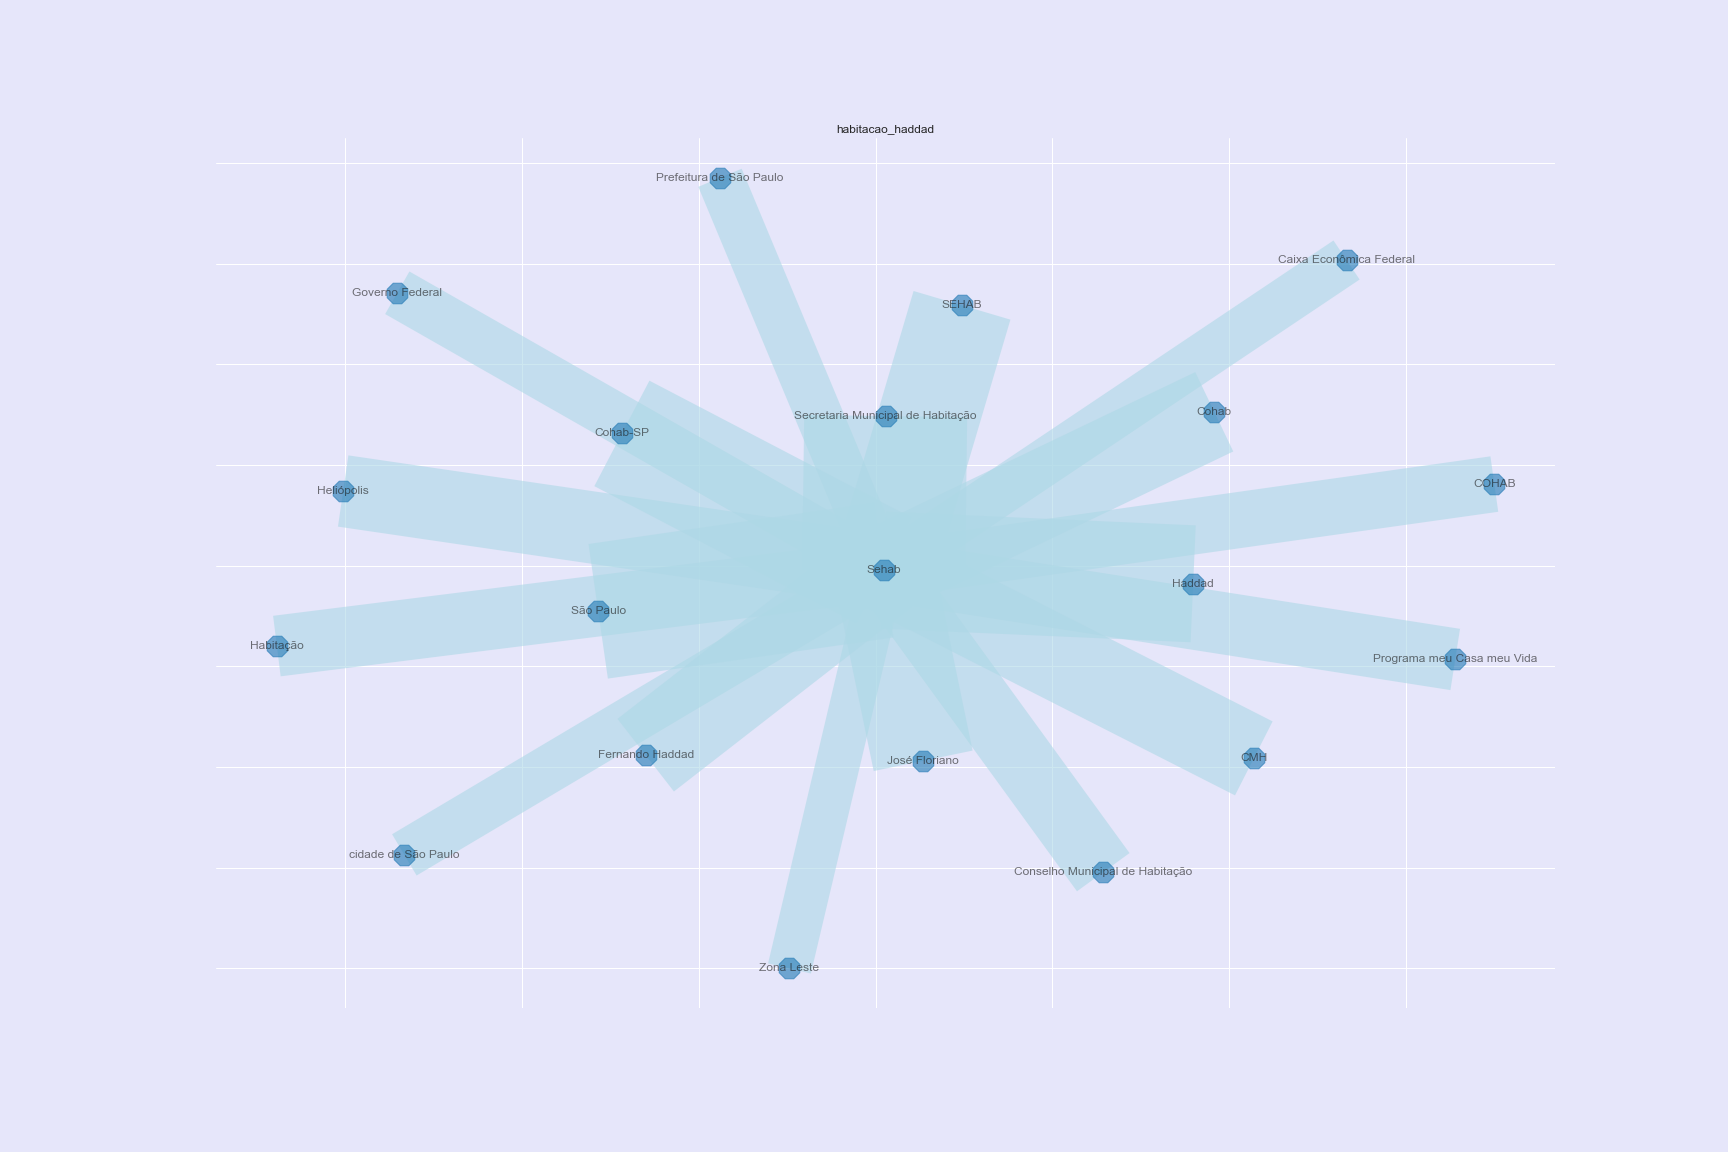 habitacao_haddad
Prefeitura de São Paulo
Caixa Econômica Federal
Governo Federal
SEHAB
Cohab
Secretaria Municipal de Habitação
Cohab-SP
COHAB
Heliópolis
Sehab
Haddad
São Paulo
Habitação
Programa meu Casa meu Vida
Fernando Haddad
CMH
José Floriano
cidade de São Paulo
Conselho Municipal de Habitação
Zona Leste